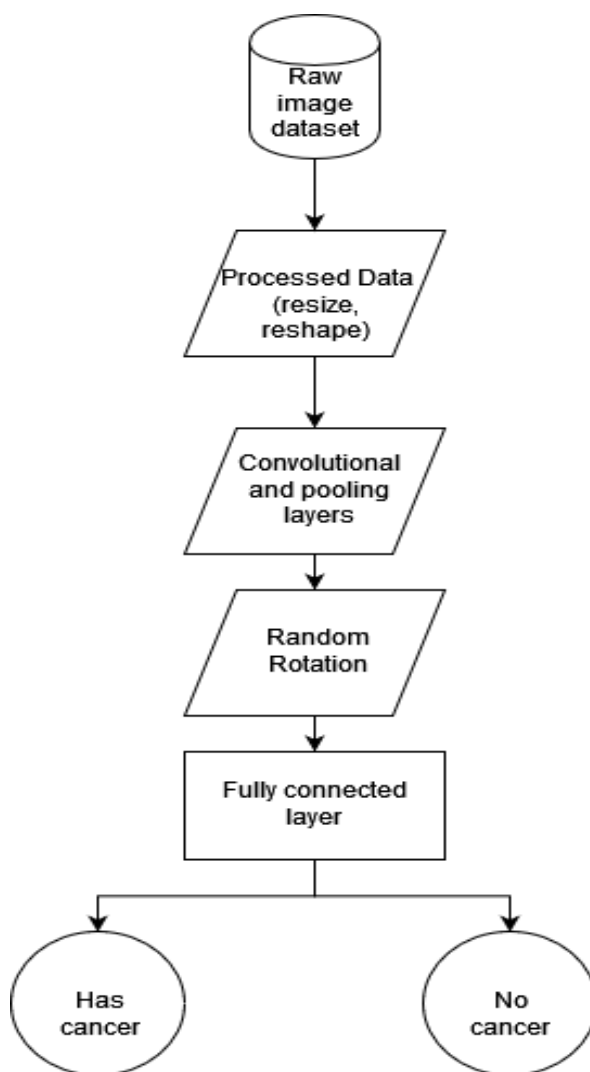 Raw
image
dataset
Processed Data
(resize,
reshape)
Convolutional
and pooling
layers
Random
Rotation
Fully connected
layer
Has
cancer
No
cancer